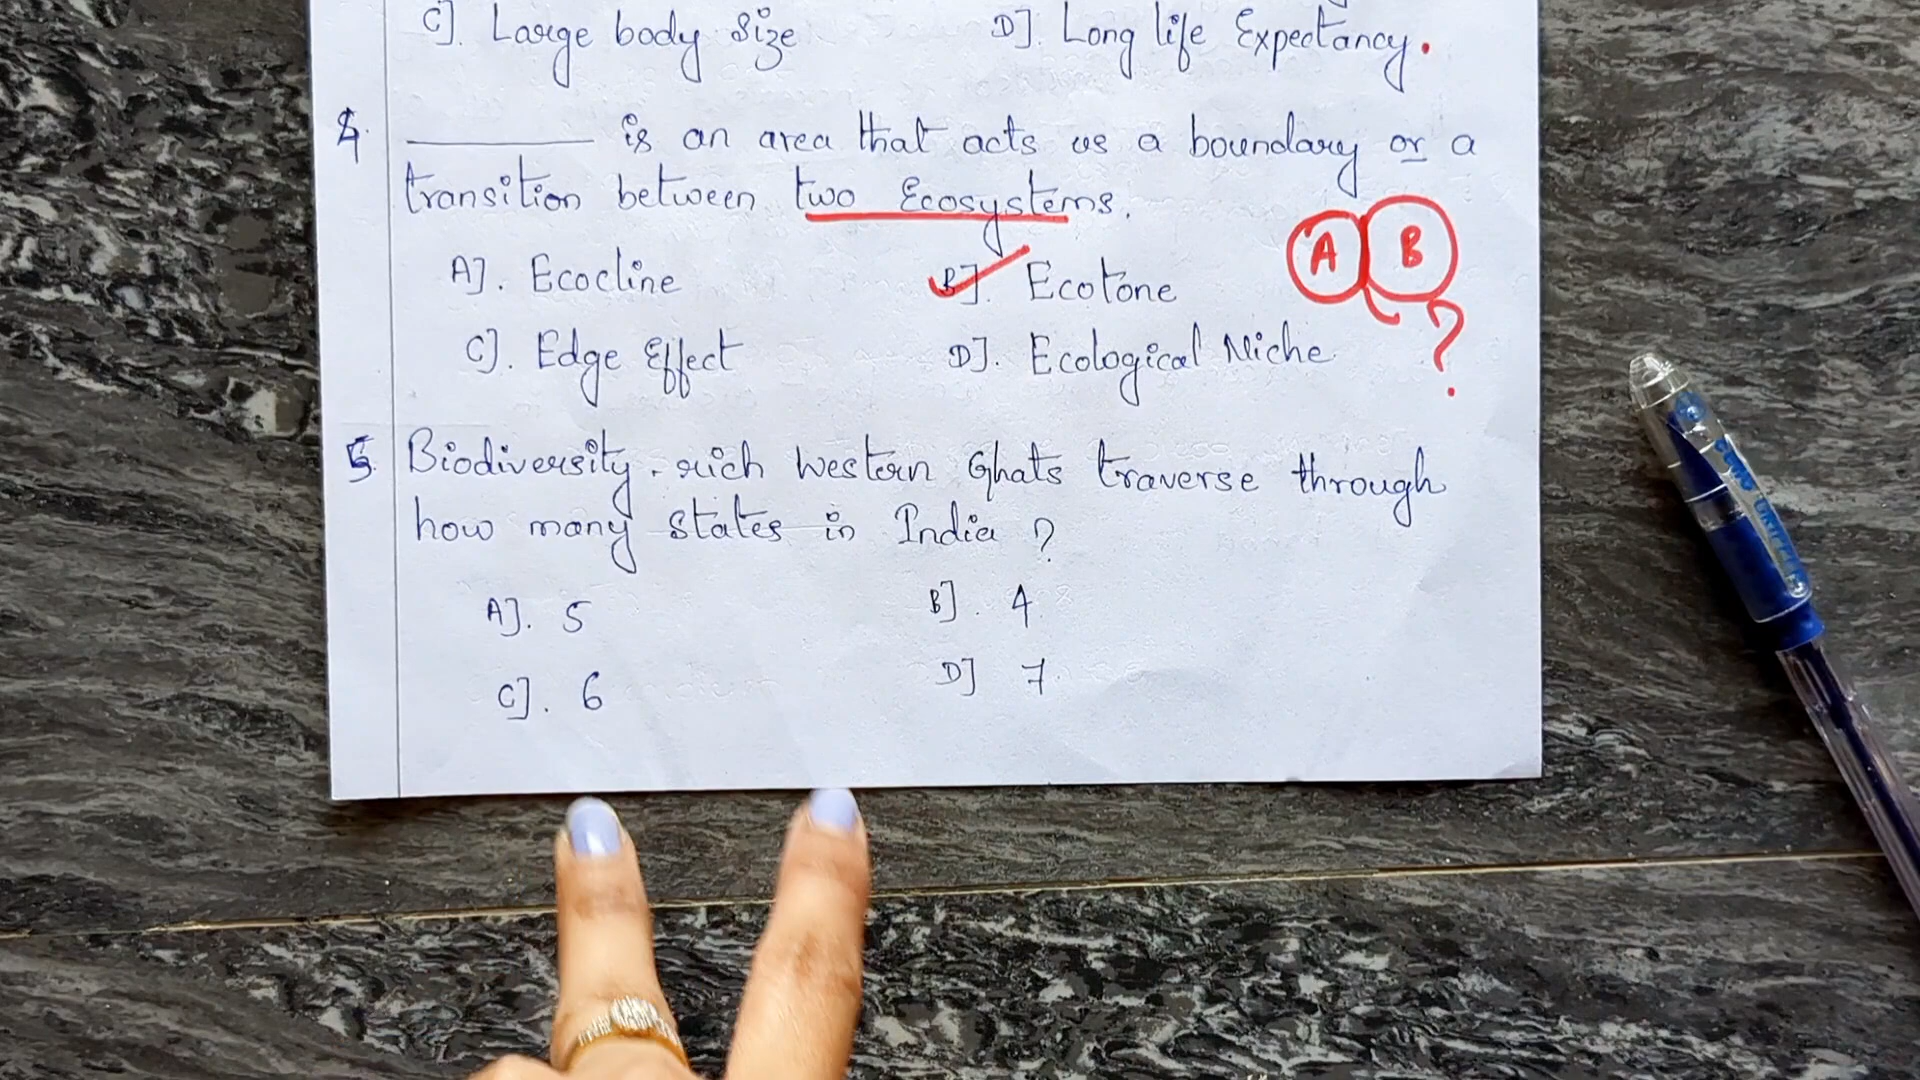 C]. Large body size D]. Long life Expectancy.
4. ________ is an area that acts as a boundary or a
transition between two Ecosystems.
A]. Ecocline B]. Ecotone
C]. Edge Effect D]. Ecological Niche
A B
?
5. Biodiversity-rich Western Ghats traverse through
how many states in India ?
A]. 5 B]. 4
C]. 6 D] 7.